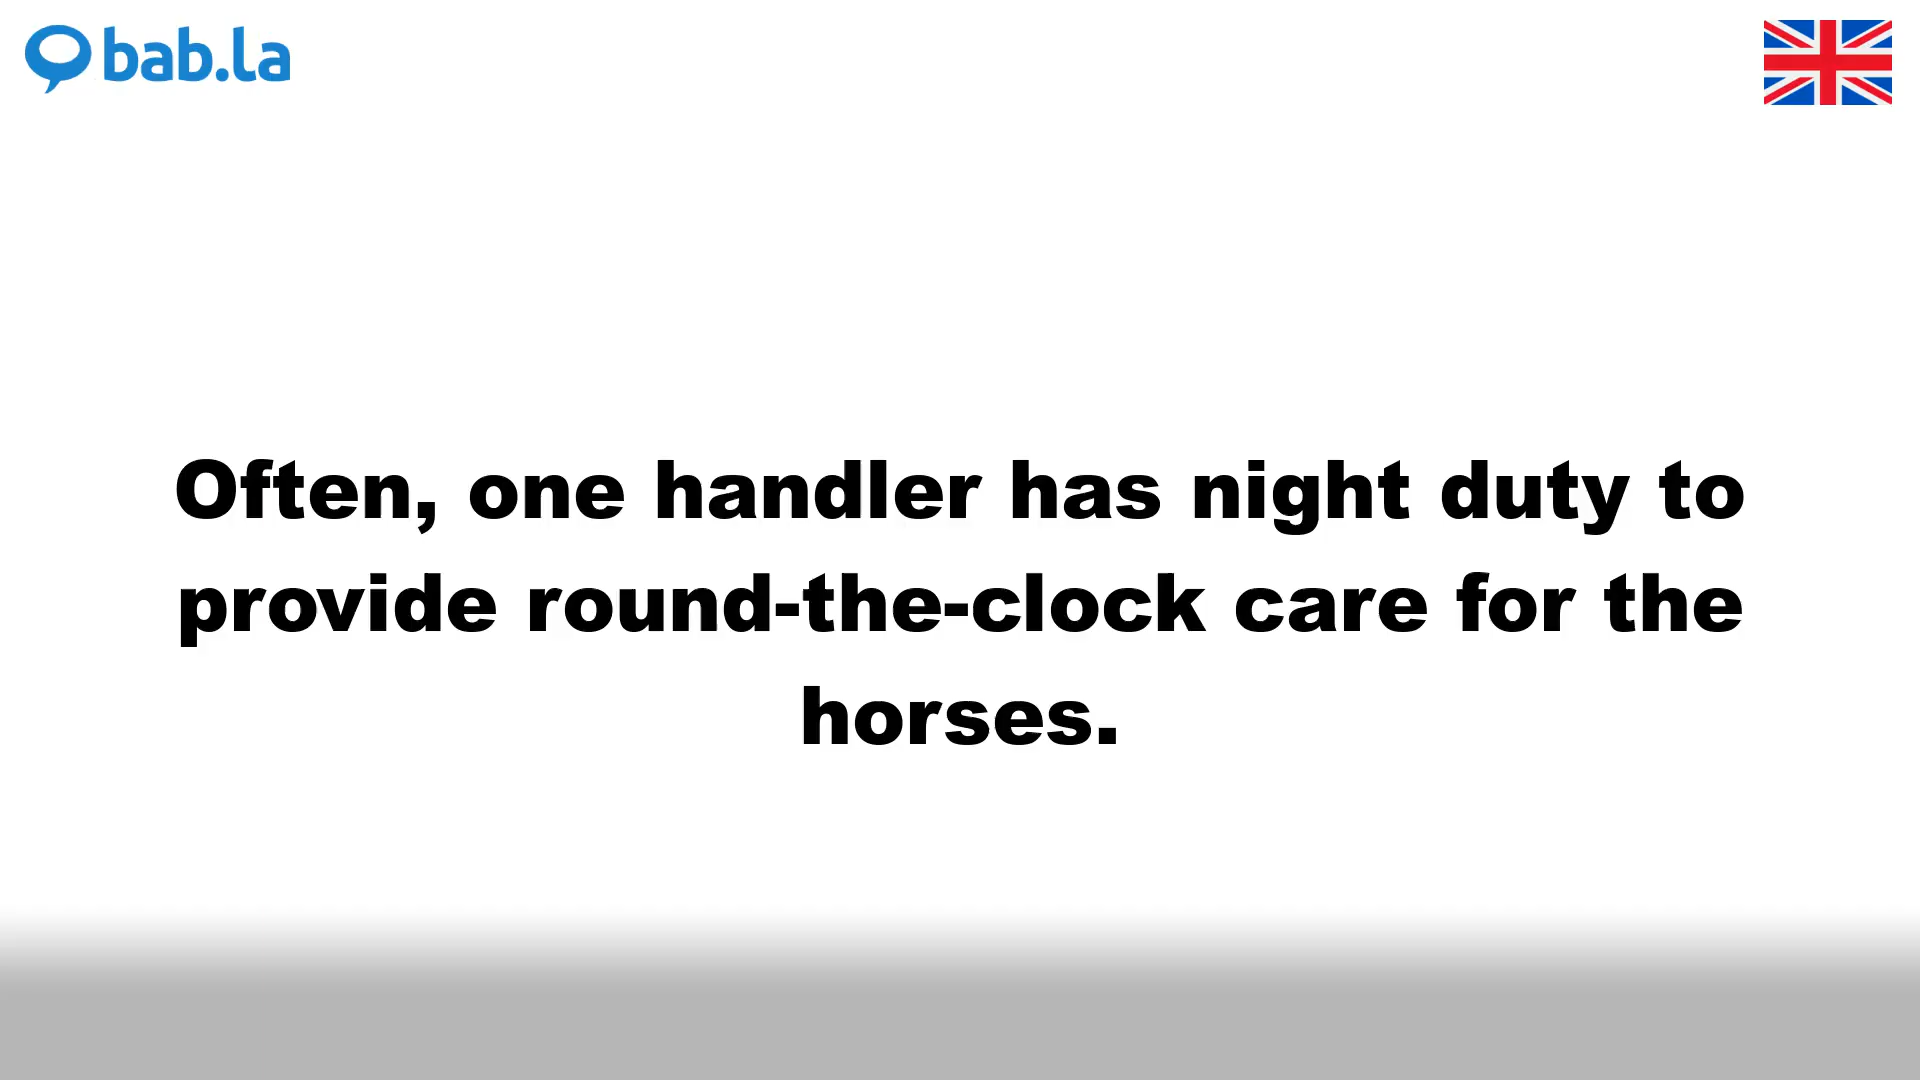 bab.la
Often, one handler has night duty to
provide round-the-clock care for the
horses.